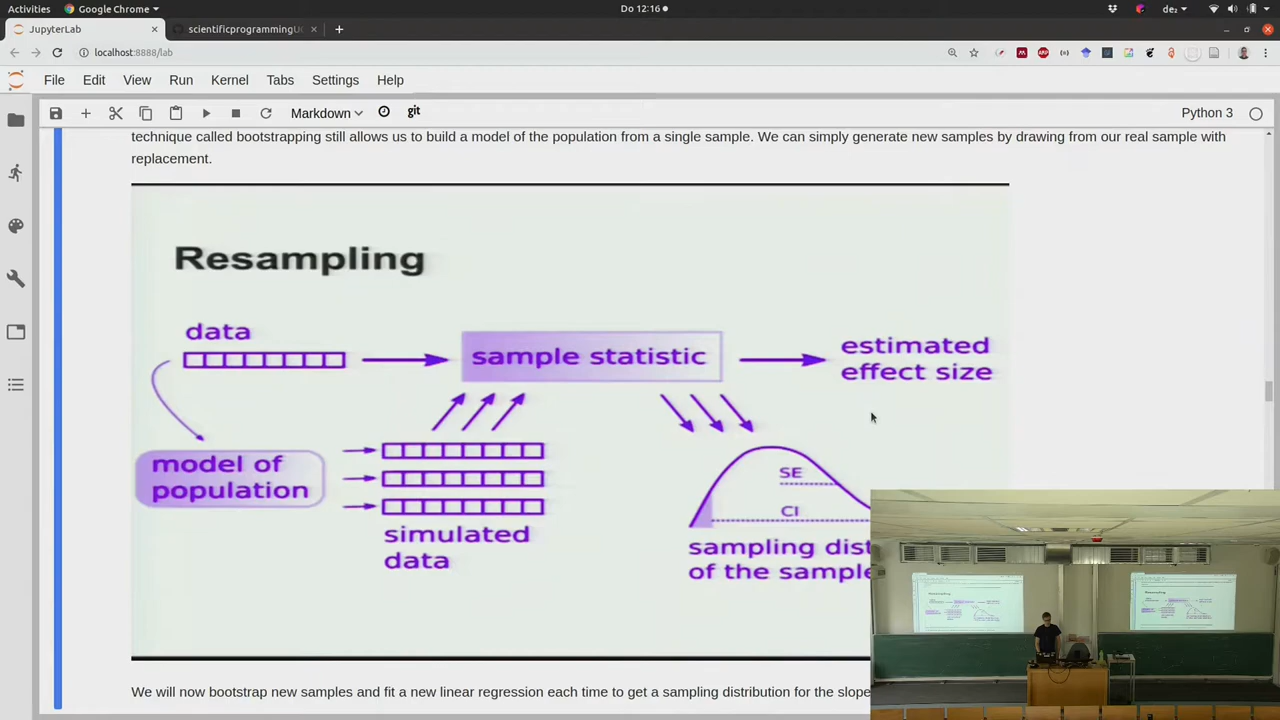 Activities Google Chrome Do 12:16 de₂
JupyterLab scientificprogrammingU
localhost:8888/lab
File Edit View Run Kernel Tabs Settings Help
Markdown git Python 3
technique called bootstrapping still allows us to build a model of the population from a single sample. We can simply generate new samples by drawing from our real sample with
replacement.
Resampling
data
sample statistic
estimated
effect size
model of
population
simulated
data
SE
CI
sampling dist
of the sample
We will now bootstrap new samples and fit a new linear regression each time to get a sampling distribution for the slope